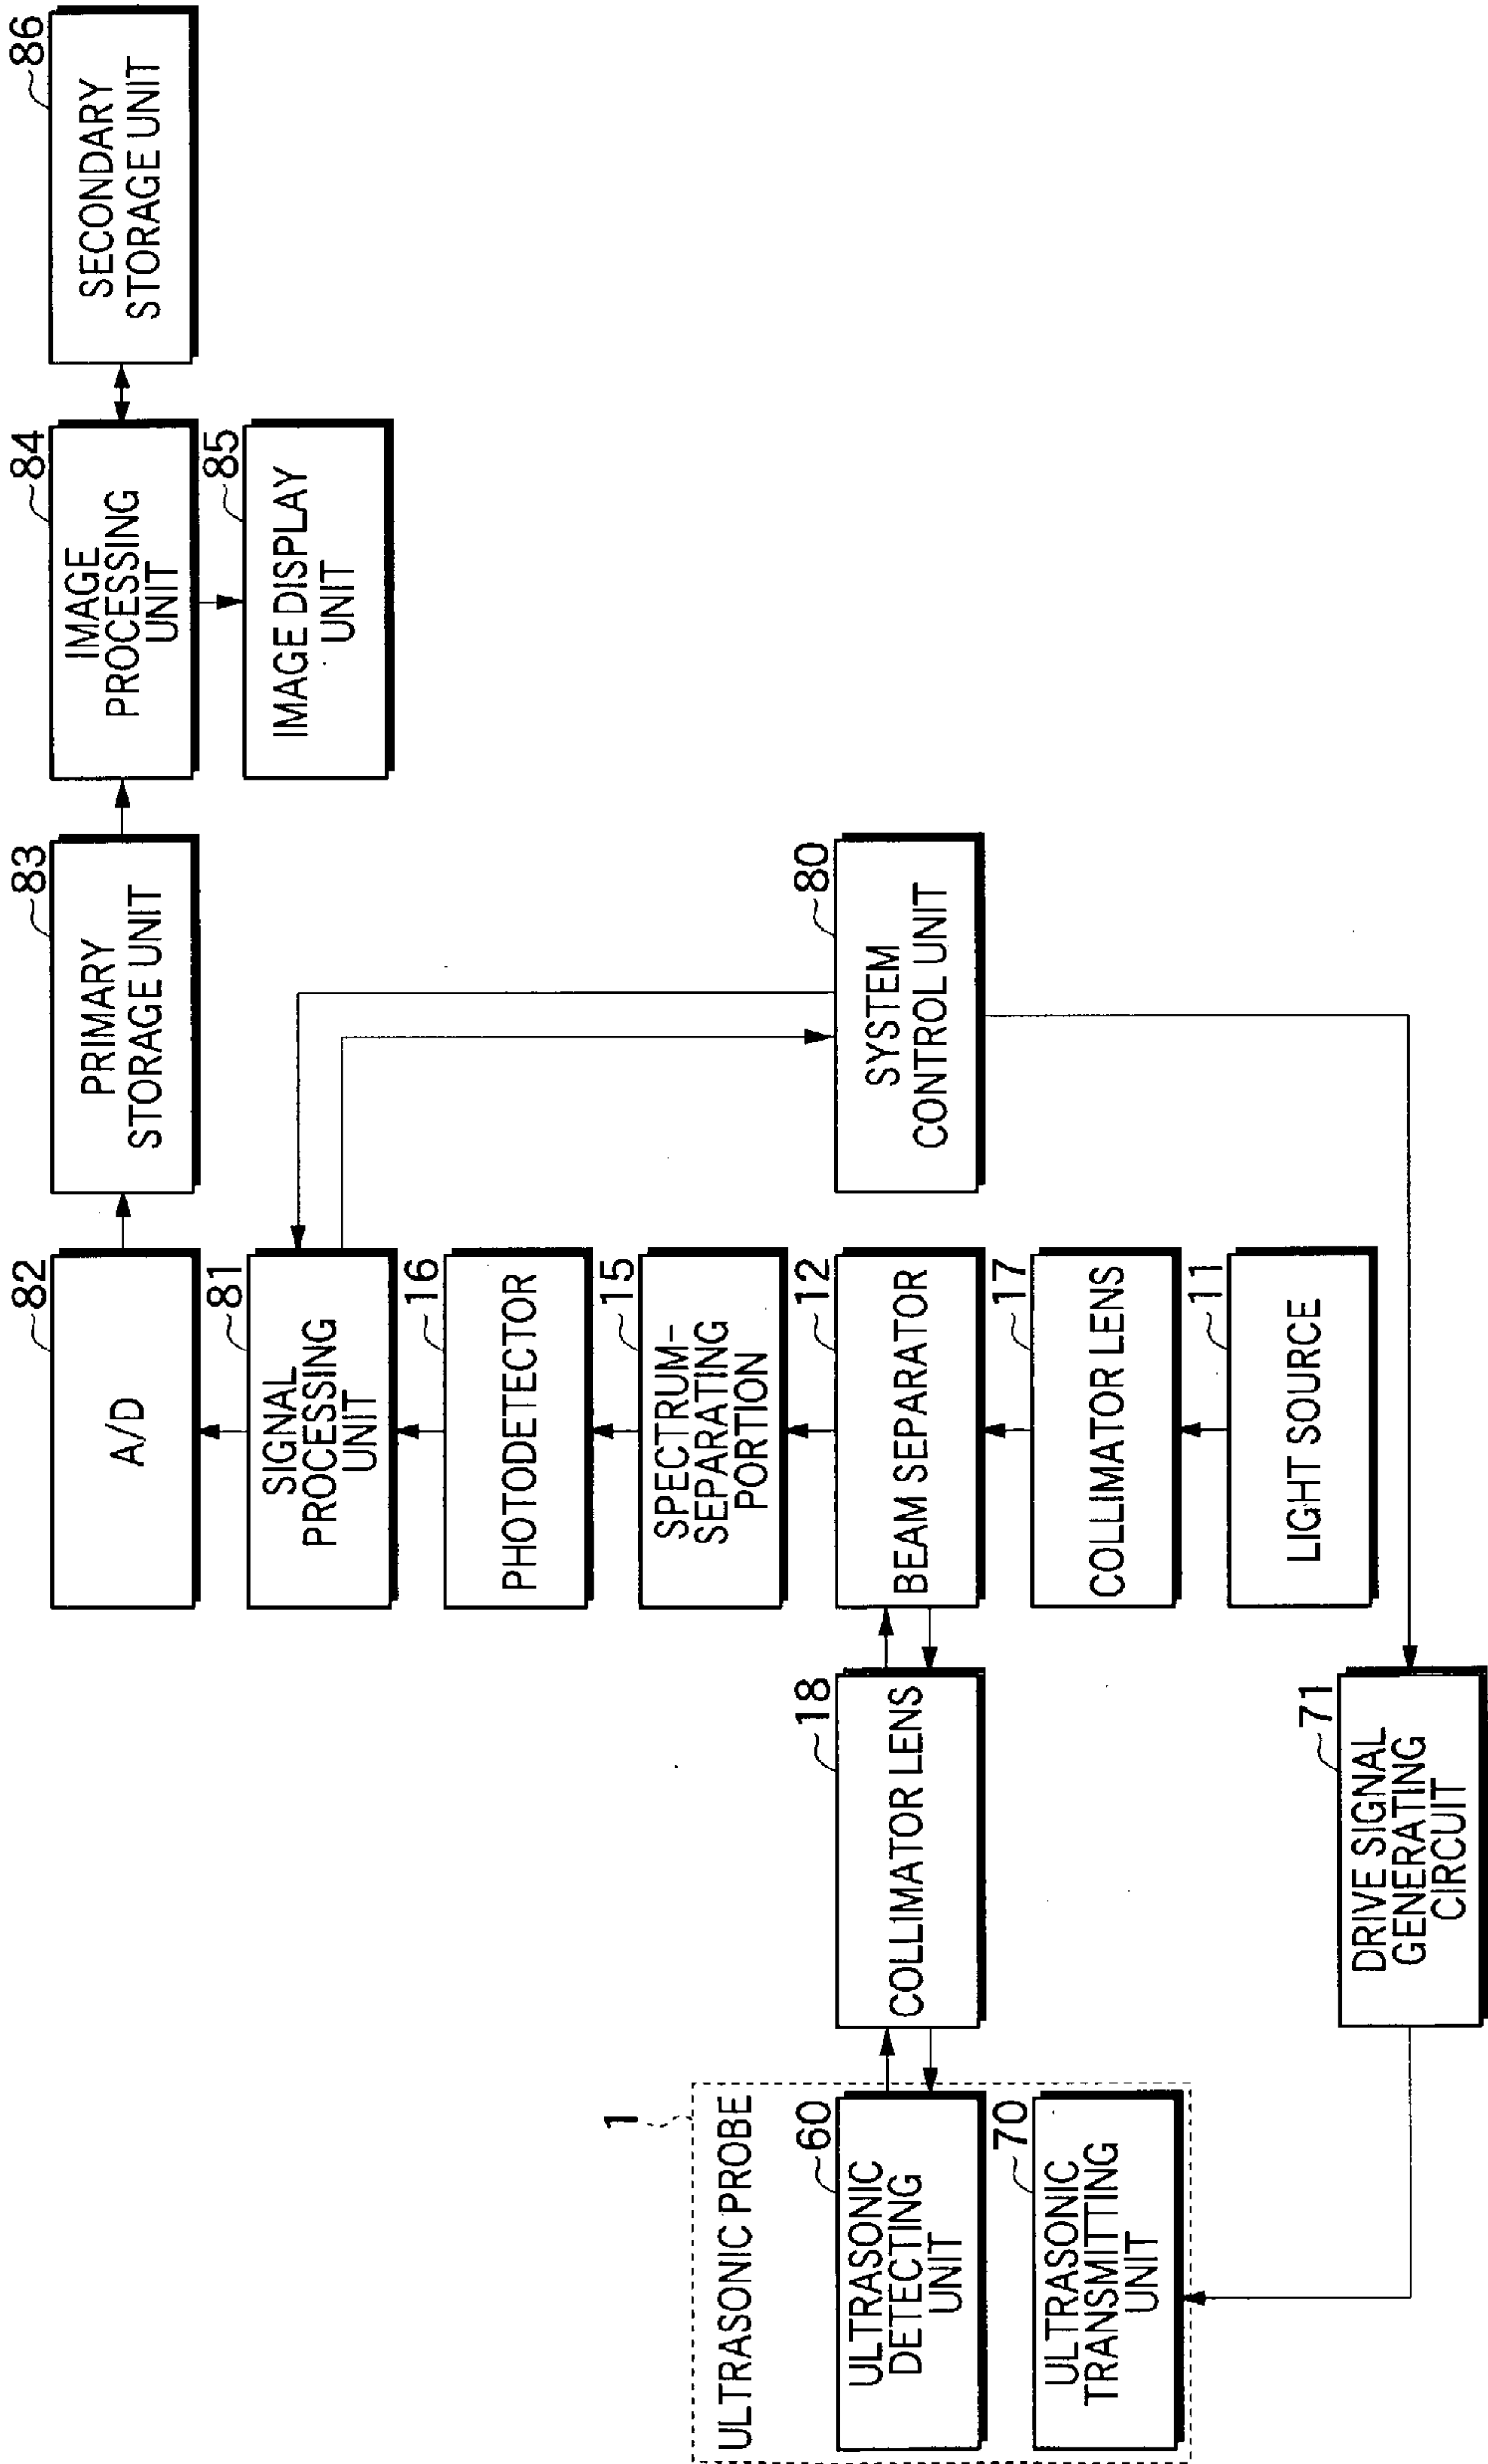 1
ULTRASONIC PROBE
60
ULTRASONIC
DETECTING
UNIT
70
ULTRASONIC
TRANSMITTING
UNIT
18
COLLIMATOR LENS
71
DRIVE SIGNAL
GENERATING
CIRCUIT
82
A/D
81
SIGNAL
PROCESSING
UNIT
16
PHOTODETECTOR
15
SPECTRUM-
SEPARATING
PORTION
12
BEAM SEPARATOR
17
COLLIMATOR LENS
11
LIGHT SOURCE
83
PRIMARY
STORAGE UNIT
80
SYSTEM
CONTROL UNIT
84
IMAGE
PROCESSING
UNIT
85
IMAGE DISPLAY
UNIT
86
SECONDARY
STORAGE UNIT